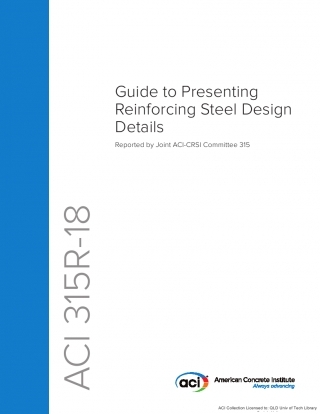 Guide to Presenting
Reinforcing Steel Design
Details
Reported by Joint ACI-CRSI Committee 315
ACI 315R-18
aci
American Concrete Institute
Always advancing
ACI Collection Licensed to: QLD Univ of Tech Library